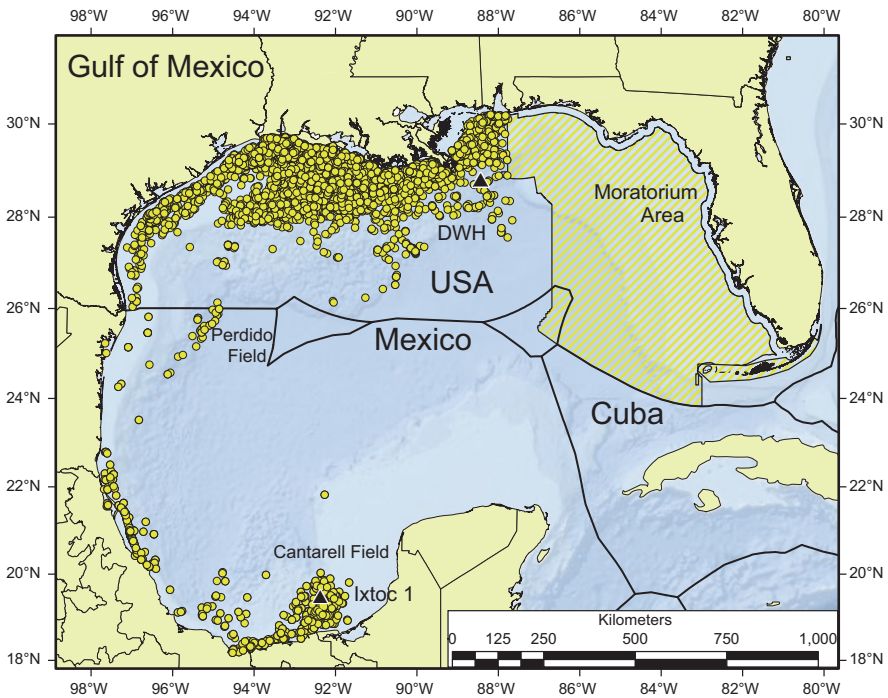 98°W 96°W 94°W 92°W 90°W 88°W 86°W 84°W 82°W 80°W
Gulf of Mexico
30°N 30°N
Moratorium
Area
28°N 28°N
DWH
USA
26°N 26°N
Perdido
Field
Mexico
24°N 24°N
Cuba
22°N 22°N
Cantarell Field
20°N 20°N
Ixtoc 1
Kilometers
0 125 250 500 750 1,000
18°N 18°N
98°W 96°W 94°W 92°W 90°W 88°W 86°W 84°W 82°W 80°W